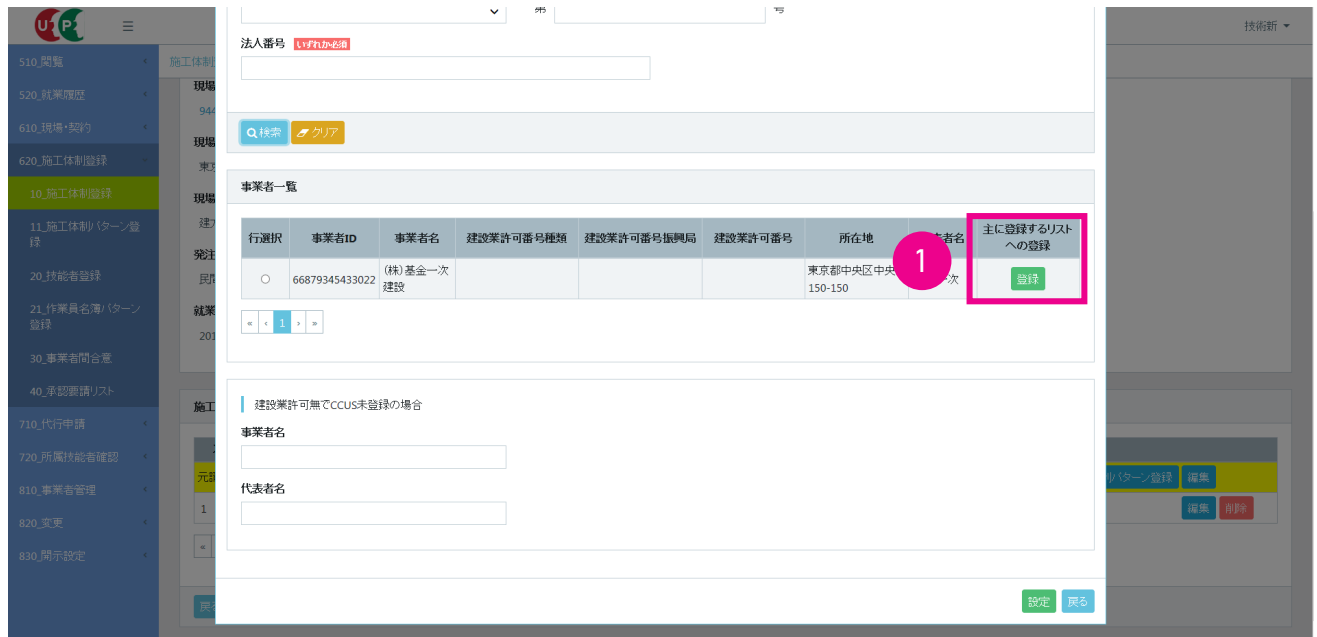 技術新
第
号
法人番号 いずれか必須
510_閲覧
520_就業履歴
610_現場・契約
620_施工体制登録
10_施工体制登録
11_施工体制パターン登
録
20_技能者登録
21_作業員名簿パターン
登録
30_事業者間合意
40_承認要請リスト
710_代行申請
720_所属技能者確認
810_事業者管理
820_変更
830_開示設定
施工体制
現場
944
現場
現場
発注
民間
就業
201
検索 クリア
事業者一覧
行選択 事業者ID 事業者名 建設業許可番号種類 建設業許可番号振興局 建設業許可番号 所在地 者名 主に登録するリスト
への登録
1
66879345433022 (株)基金一次
建設 東京都中央区中央
150-150 次 登録
« ‹ 1 › »
建設業許可無でCCUS未登録の場合
事業者名
代表者名
施工
元請
パターン登録 編集
1 編集 削除
«
設定 戻る